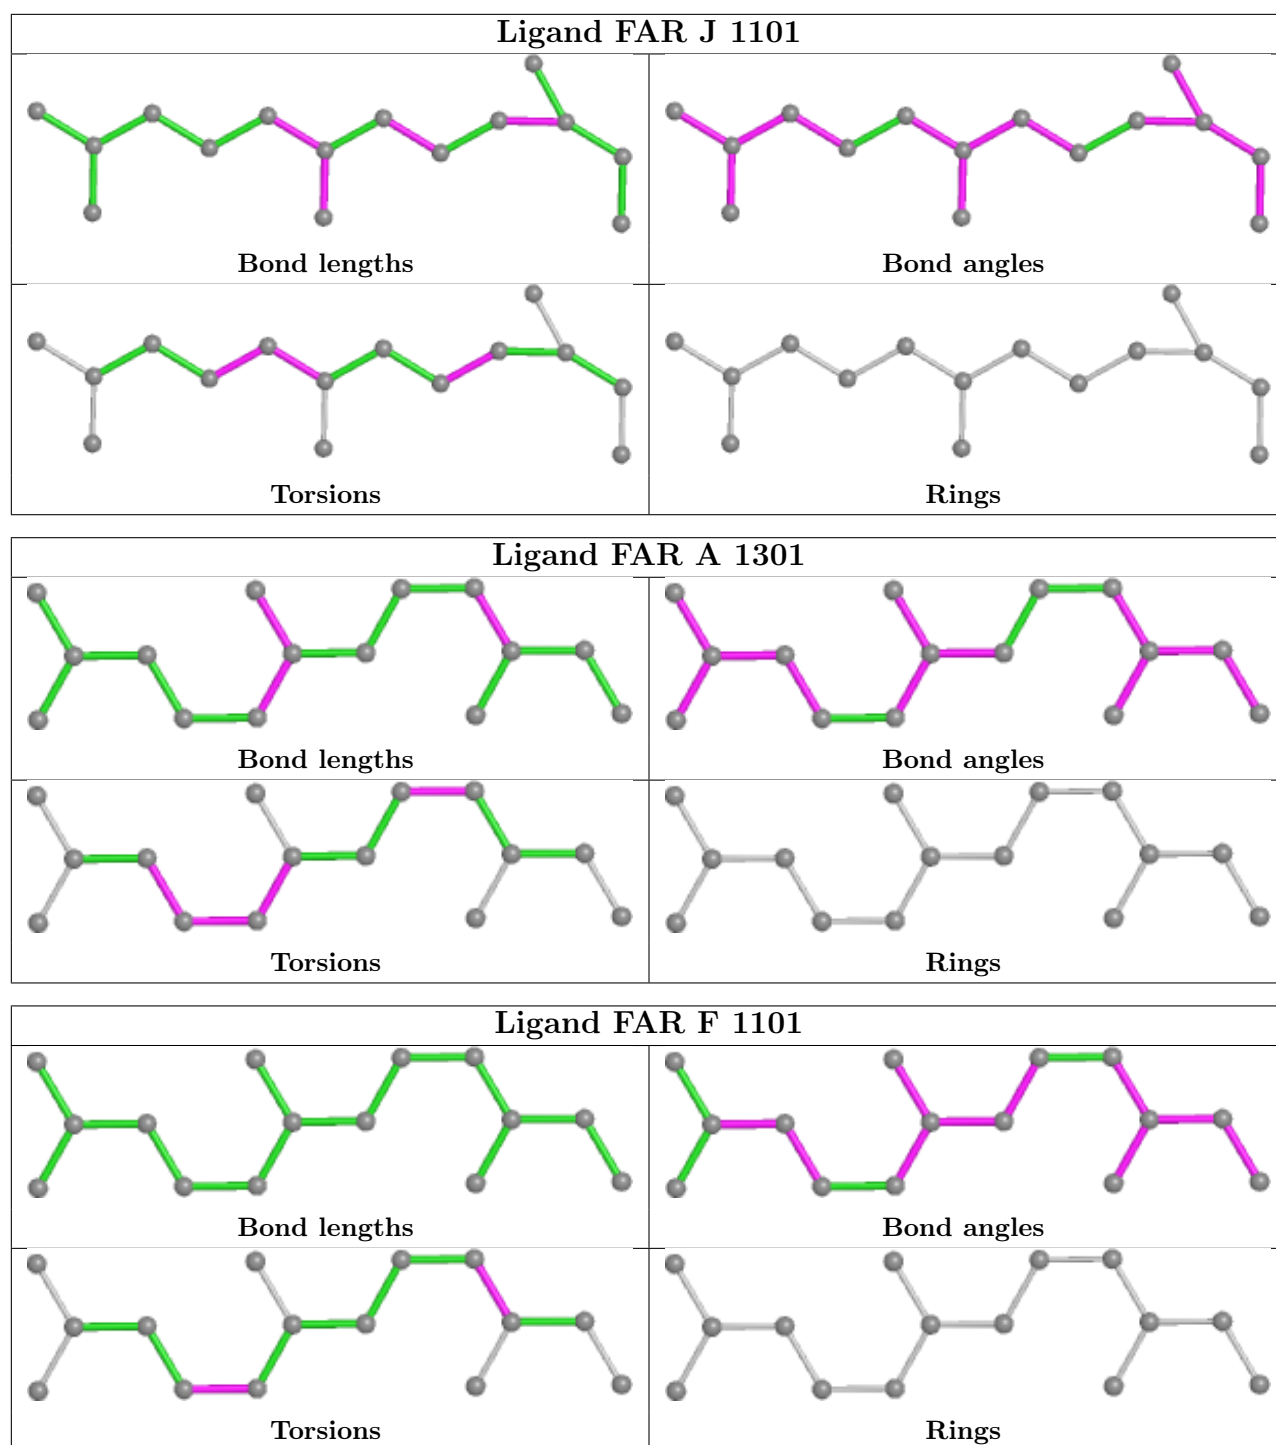 Ligand FAR J 1101
Bond lengths
Bond angles
Torsions
Rings
Ligand FAR A 1301
Bond lengths
Bond angles
Torsions
Rings
Ligand FAR F 1101
Bond lengths
Bond angles
Torsions
Rings